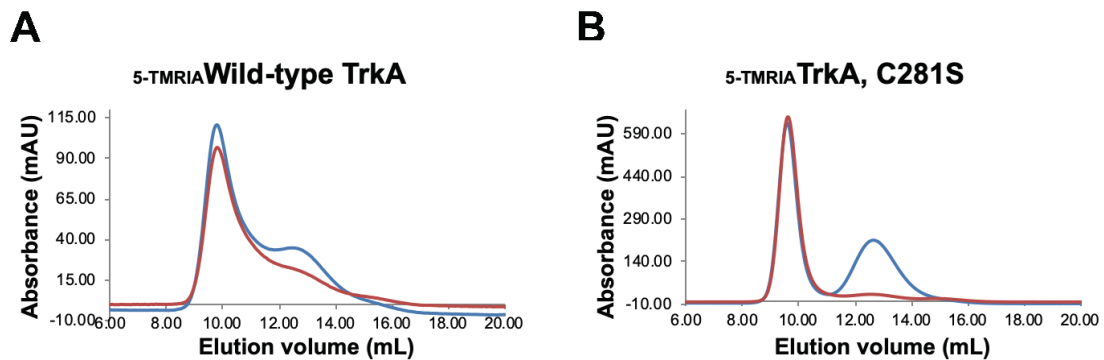 A
5-TMRIAWild-type TrkA
Absorbance (mAU)
115.00
90.00
65.00
40.00
15.00
-10.00
6.00 8.00 10.00 12.00 14.00 16.00 18.00 20.00
Elution volume (mL)
B
5-TMRIATrkA, C281S
Absorbance (mAU)
590.00
440.00
290.00
140.00
-10.00
6.00 8.00 10.00 12.00 14.00 16.00 18.00 20.00
Elution volume (mL)